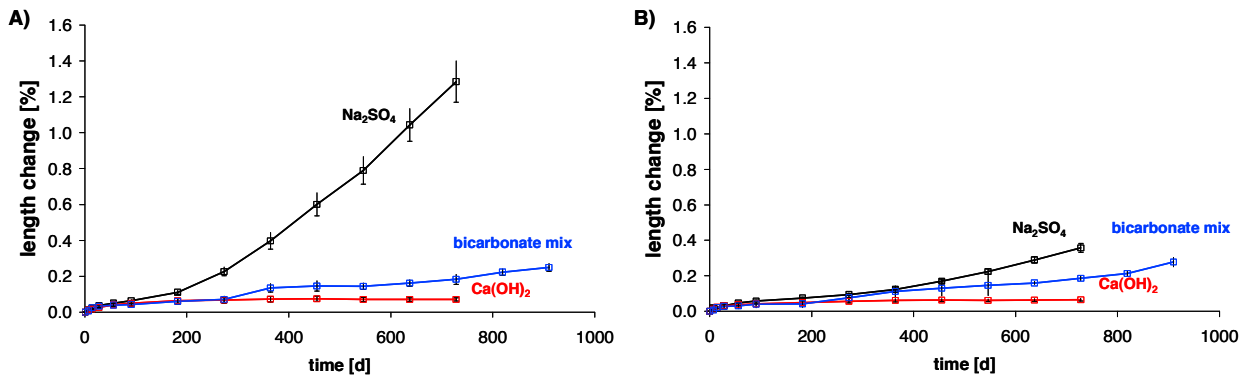 A)
length change [%]
1.6
1.4
1.2
1.0
0.8
0.6
0.4
0.2
0.0
Na₂SO₄
bicarbonate mix
Ca(OH)₂
0 200 400 600 800 1000
time [d]
B)
length change [%]
1.6
1.4
1.2
1.0
0.8
0.6
0.4
0.2
0.0
Na₂SO₄
bicarbonate mix
Ca(OH)₂
0 200 400 600 800 1000
time [d]